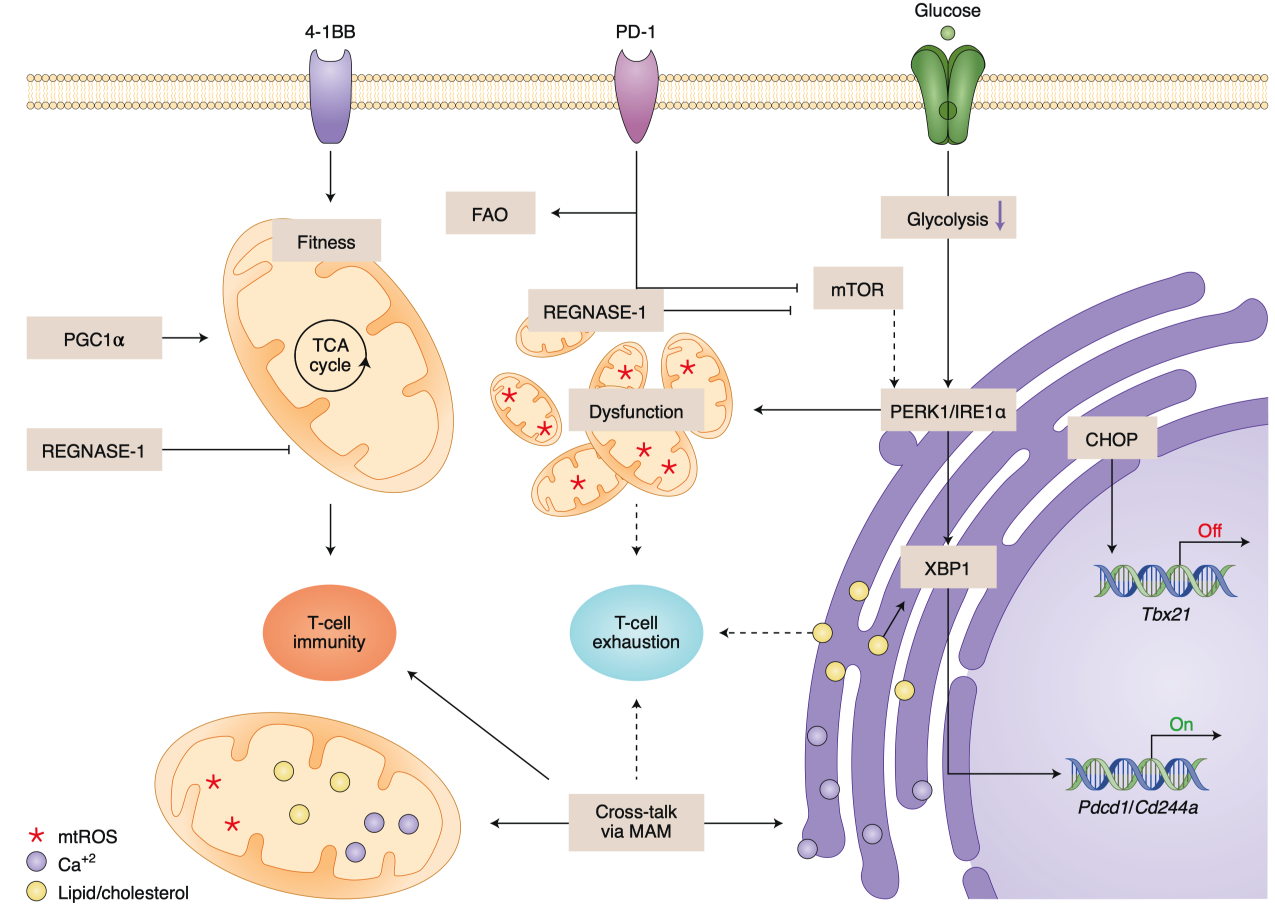 Glucose
4-1BB
PD-1
FAO
Glycolysis
Fitness
REGNASE-1
mTOR
PGC1α
TCA
cycle
Dysfunction
PERK1/IRE1α
CHOP
REGNASE-1
Off
XBP1
Tbx21
T-cell
immunity
T-cell
exhaustion
On
Pdcd1/Cd244a
Cross-talk
via MAM
mtROS
Ca+2
Lipid/cholesterol